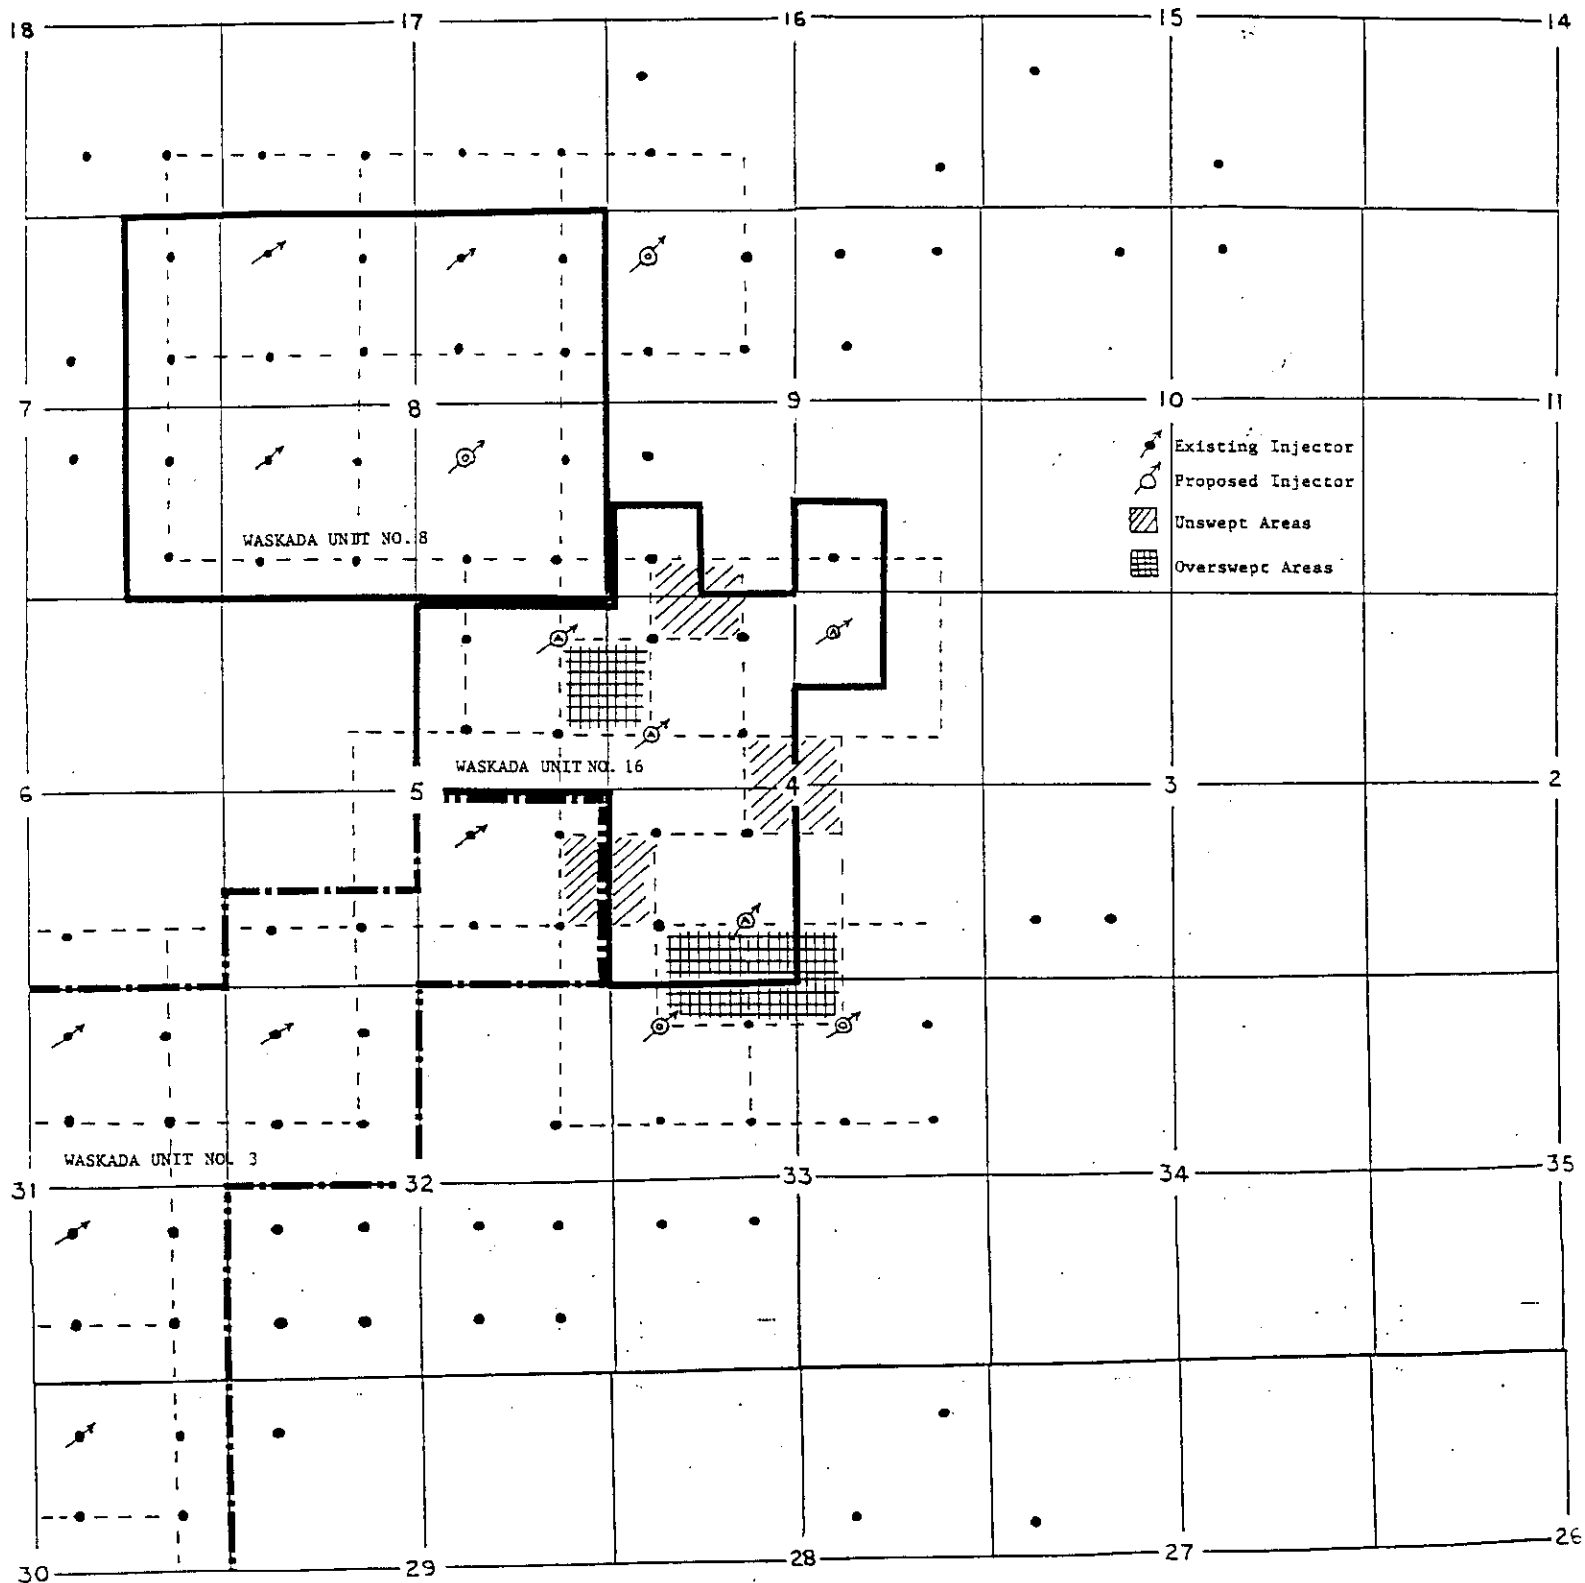 18 17 16 15 14
7 8 9 10 11
Existing Injector
Proposed Injector
Unswept Areas
Overswept Areas
WASKADA UNIT NO. 8
WASKADA UNIT NO. 16
6 5 4 3 2
WASKADA UNIT NO. 3
31 32 33 34 35
30 29 28 27 26